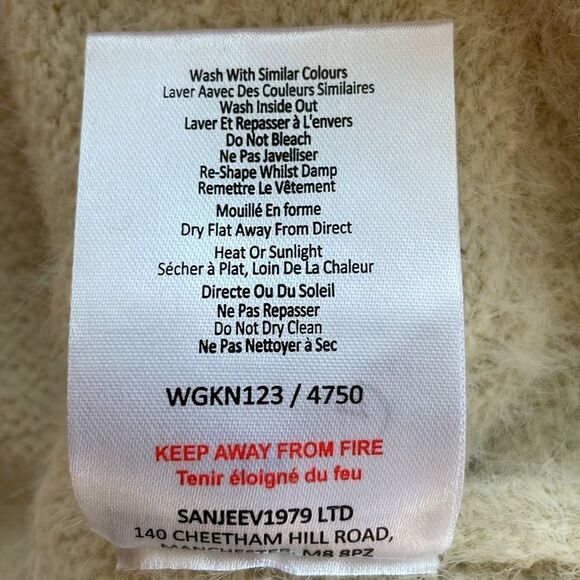 Wash With Similar Colours
Laver Aavec Des Couleurs Similaires
Wash Inside Out
Laver Et Repasser à L'envers
Do Not Bleach
Ne Pas Javelliser
Re-Shape Whilst Damp
Remettre Le Vêtement
Mouillé En forme
Dry Flat Away From Direct
Heat Or Sunlight
Sécher à Plat, Loin De La Chaleur
Directe Ou Du Soleil
Ne Pas Repasser
Do Not Dry Clean
Ne Pas Nettoyer à Sec
WGKN123 / 4750
KEEP AWAY FROM FIRE
Tenir éloigné du feu
SANJEEV1979 LTD
140 CHEETHAM HILL ROAD,
MANCHESTER, M8 8PZ